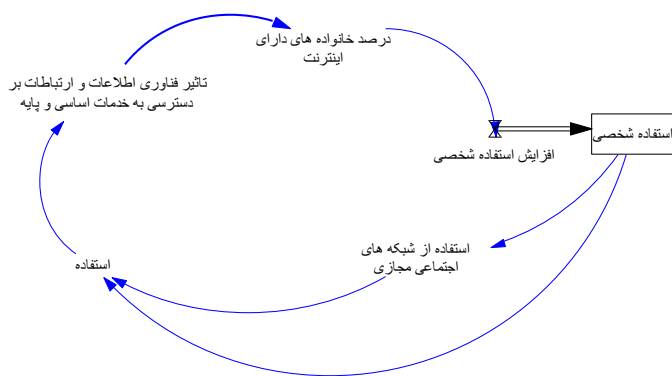 درصد خانواده های دارای
اینترنت
تاثیر فناوری اطلاعات و ارتباطات بر
دسترسی به خدمات اساسی و پایه
استفاده شخصی
افزایش استفاده شخصی
استفاده از شبکه های
اجتماعی مجازی
استفاده